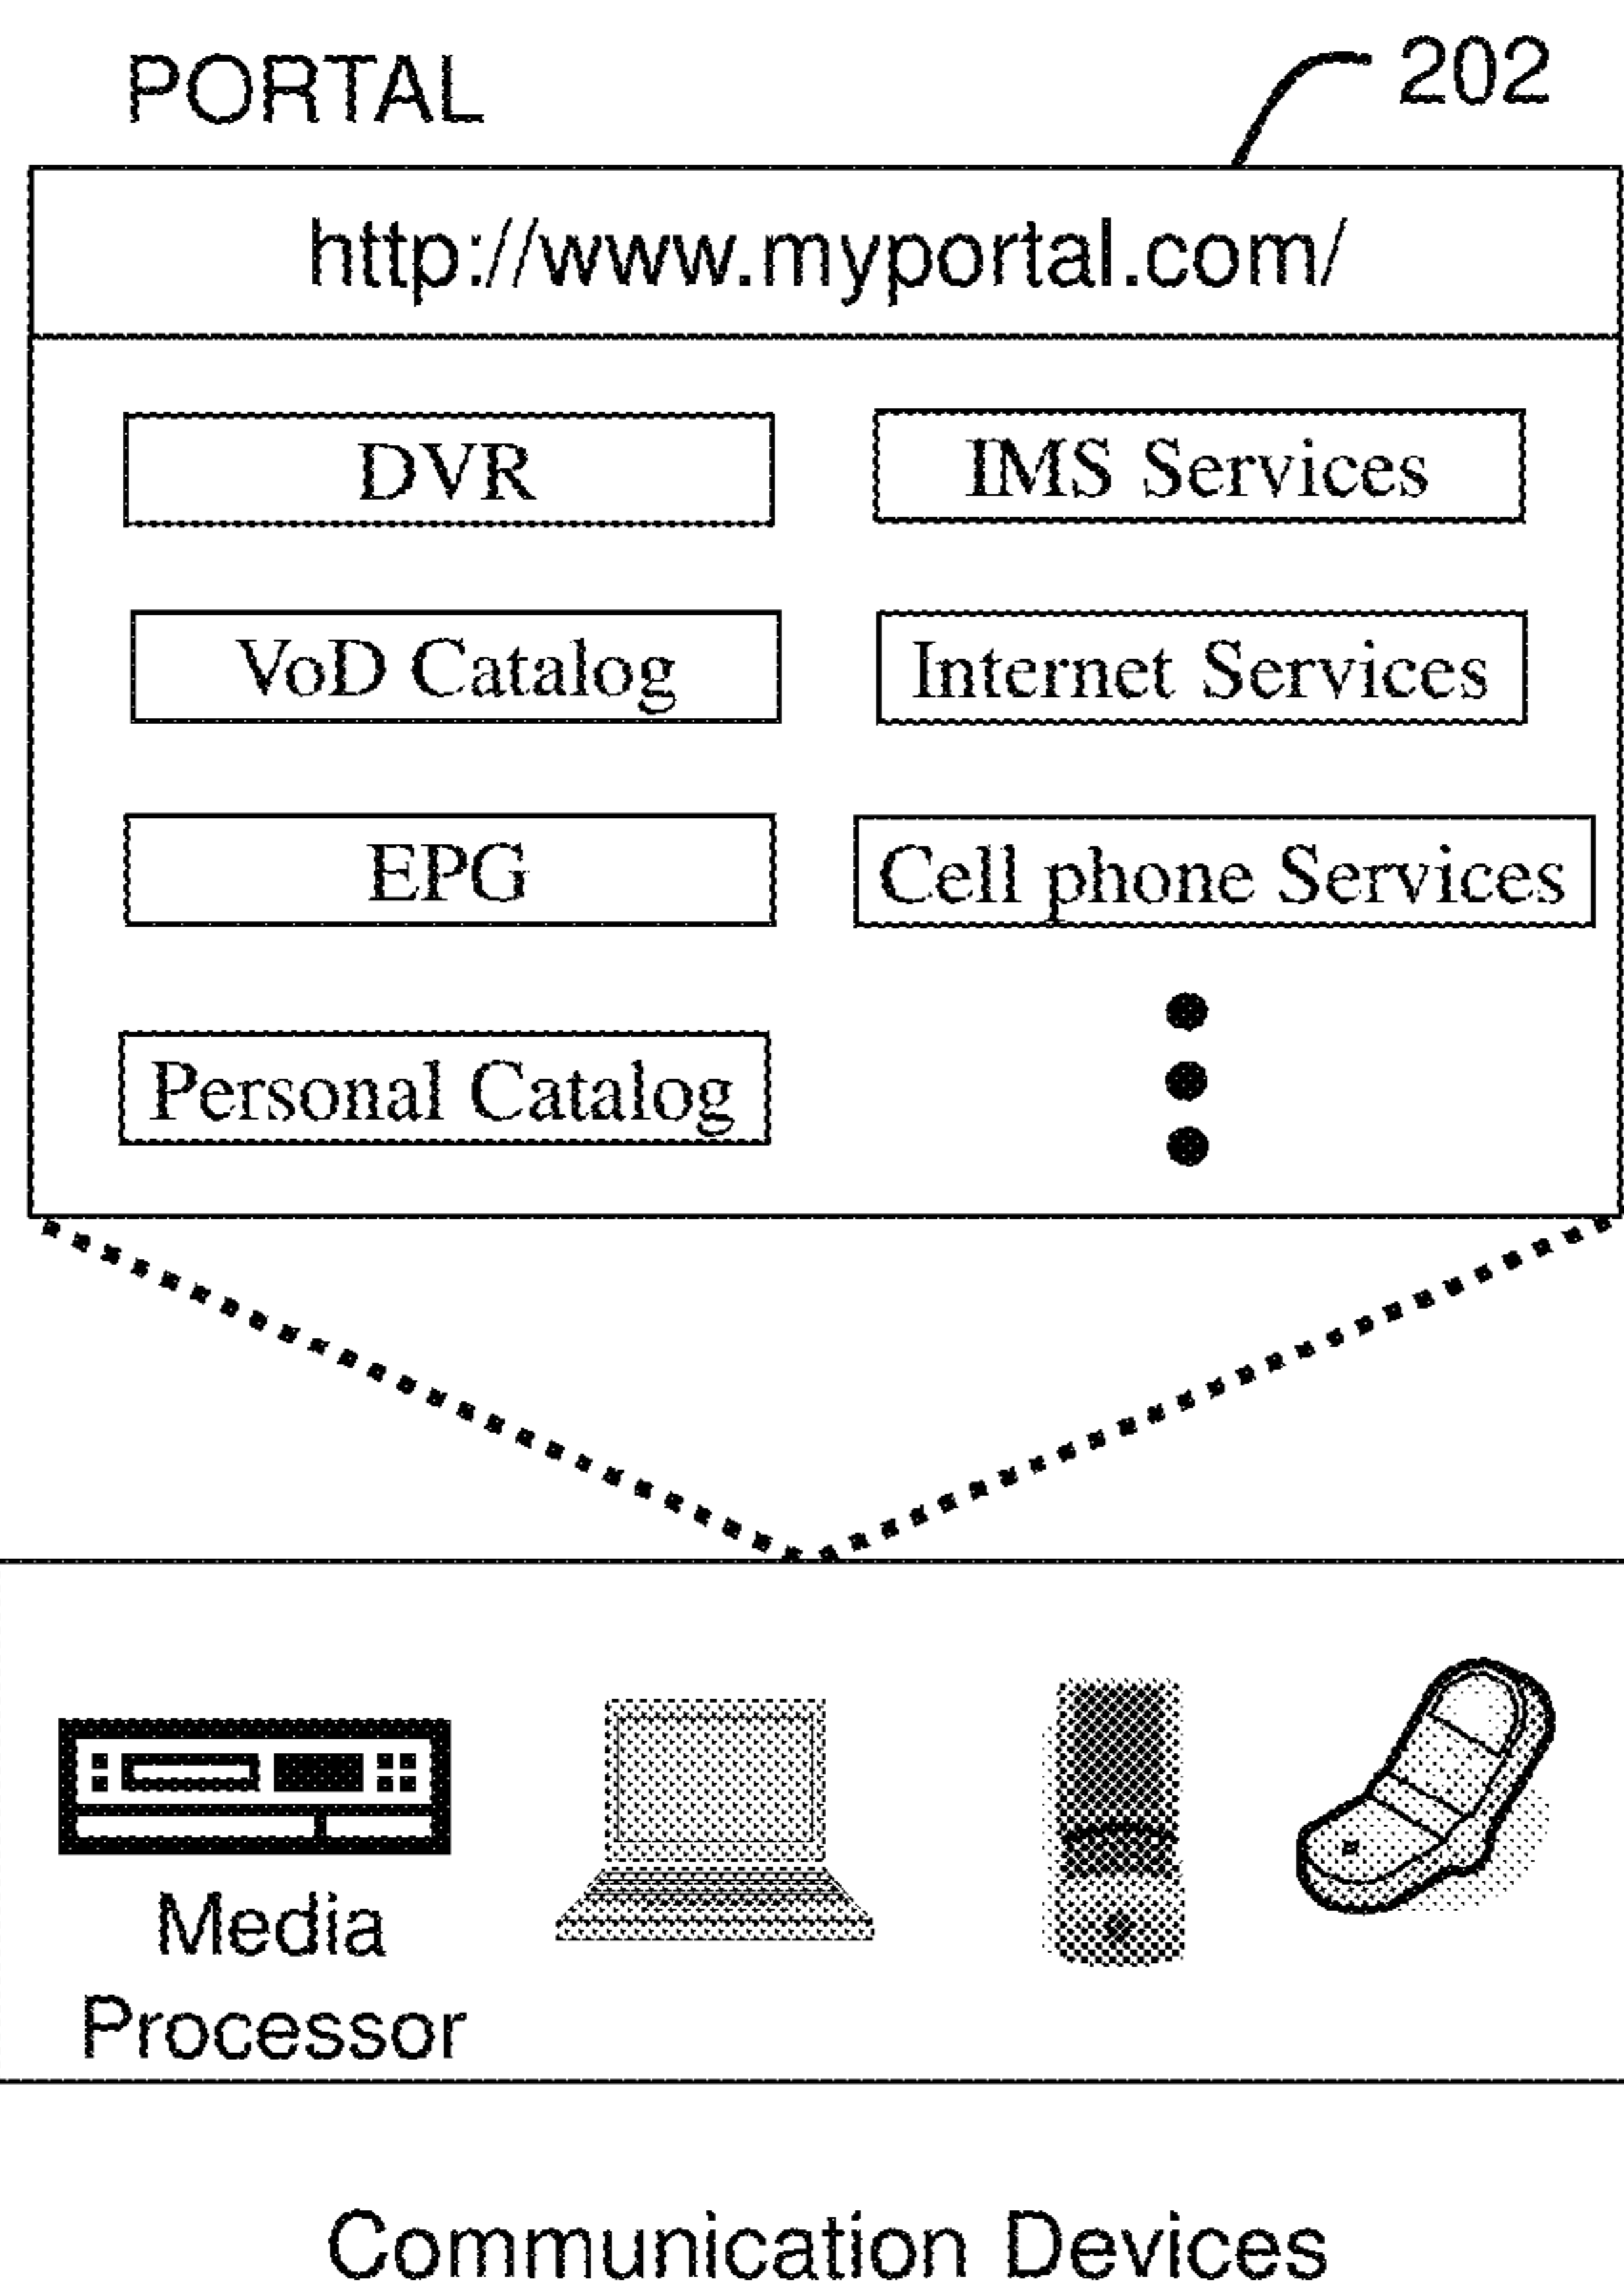 PORTAL
202
http://www.myportal.com/
DVR
IMS Services
VoD Catalog
Internet Services
EPG
Cell phone Services
Personal Catalog
Media
Processor
Communication Devices